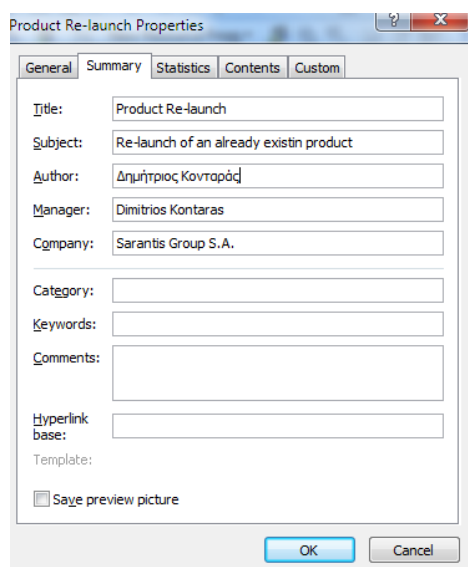 Product Re-launch Properties
General Summary Statistics Contents Custom
Title: Product Re-launch
Subject: Re-launch of an already existin product
Author: Δημήτριος Κονταράς
Manager: Dimitrios Kontaras
Company: Sarantis Group S.A.
Category:
Keywords:
Comments:
Hyperlink
base:
Template:
Save preview picture
OK Cancel